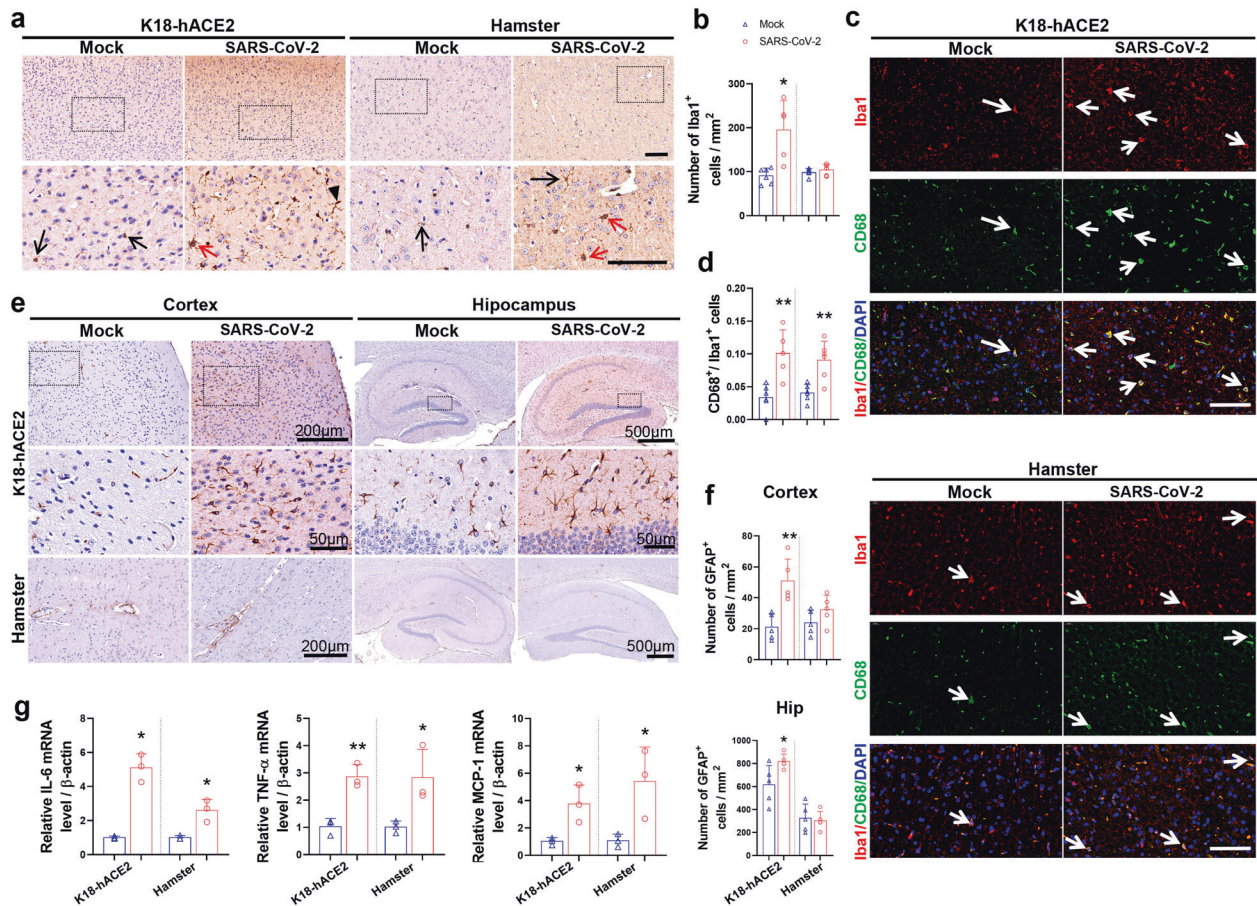 a
K18-hACE2
Hamster
Mock
SARS-CoV-2
Mock
SARS-CoV-2
b
Mock
SARS-CoV-2
Number of Iba1+
cells / mm2
300
200
100
0
*
c
K18-hACE2
Mock
SARS-CoV-2
Iba1
CD68
Iba1/CD68/DAPI
d
CD68+/ Iba1+ cells
0.20
0.15
0.10
0.05
0.00
**
**
e
Cortex
Hipocampus
Mock
SARS-CoV-2
Mock
SARS-CoV-2
K18-hACE2
200μm
500μm
50μm
50μm
Hamster
200μm
500μm
f
Cortex
Number of GFAP+
cells / mm2
80
60
40
20
0
**
Hip
Number of GFAP+
cells / mm2
1000
800
600
400
200
0
*
K18-hACE2
Hamster
Hamster
Mock
SARS-CoV-2
Iba1
CD68
Iba1/CD68/DAPI
g
Relative IL-6 mRNA
level / β-actin
8
6
4
2
0
*
*
K18-hACE2
Hamster
Relative TNF-α mRNA
level / β-actin
5
4
3
2
1
0
**
*
K18-hACE2
Hamster
Relative MCP-1 mRNA
level / β-actin
10
8
6
4
2
0
*
*
K18-hACE2
Hamster